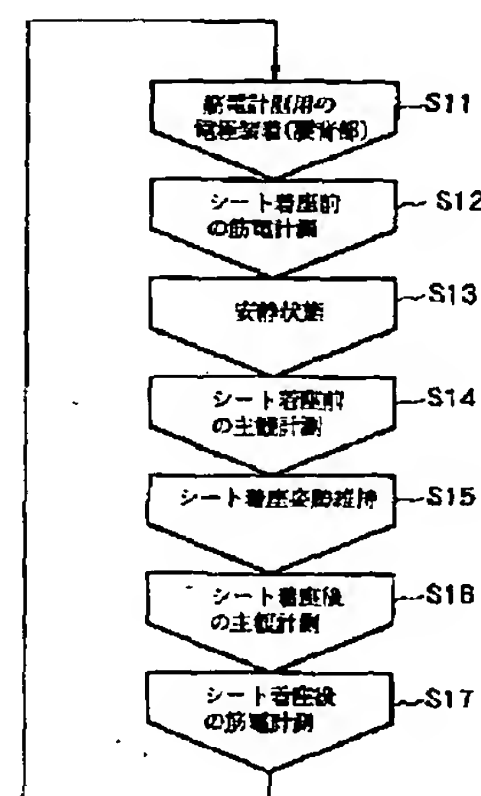 筋電計測用の
電極装着(腰背部)
S11
シート着座前
の筋電計測
S12
安静状態
S13
シート着座前
の主観計測
S14
シート着座姿勢維持
S15
シート着座後
の主観計測
S16
シート着座後
の筋電計測
S17